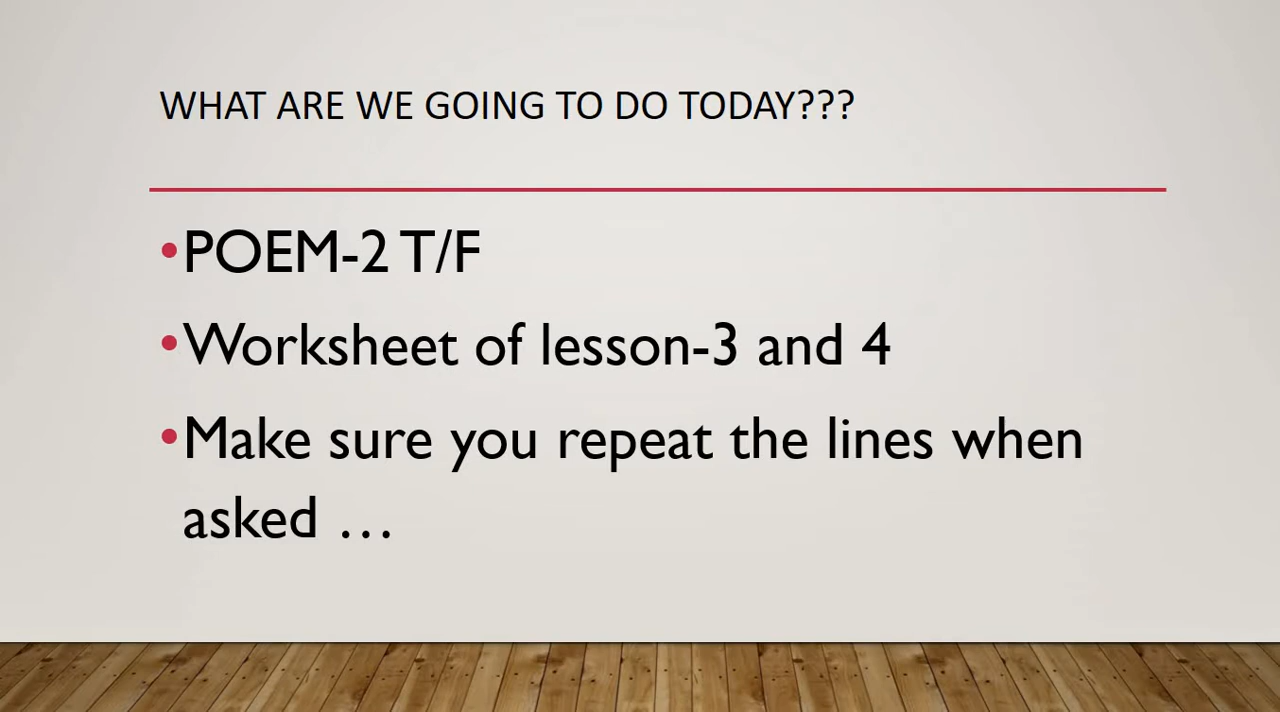 WHAT ARE WE GOING TO DO TODAY???
•POEM-2 T/F
•Worksheet of lesson-3 and 4
•Make sure you repeat the lines when
asked …